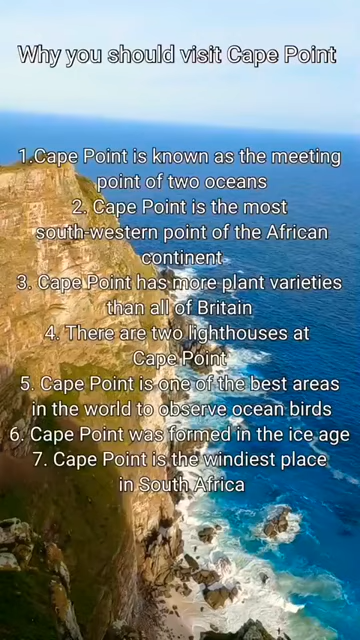 Why you should visit Cape Point
1.Cape Point is known as the meeting
point of two oceans
2. Cape Point is the most
south-western point of the African
continent
3. Cape Point has more plant varieties
than all of Britain
4. There are two lighthouses at
Cape Point
5. Cape Point is one of the best areas
in the world to observe ocean birds
6. Cape Point was formed in the ice age
7. Cape Point is the windiest place
in South Africa